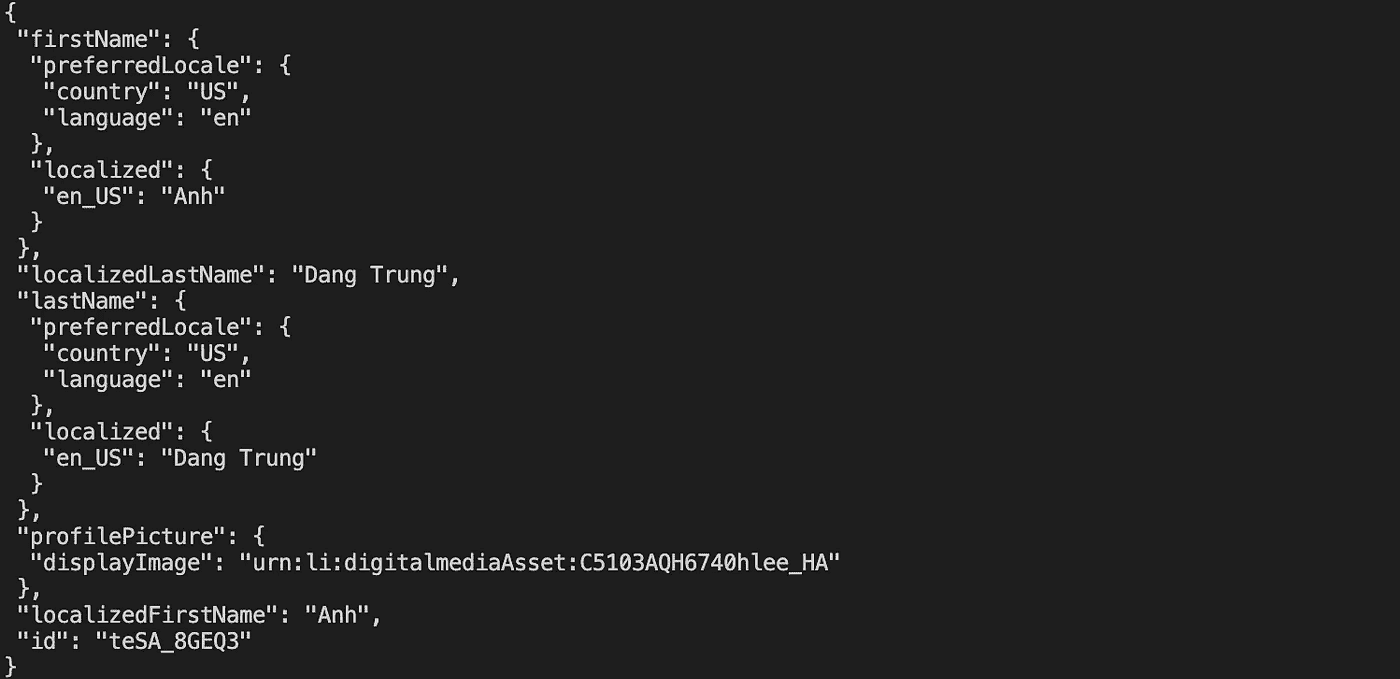 {
 "firstName": {
  "preferredLocale": {
   "country": "US",
   "language": "en"
  },
  "localized": {
   "en_US": "Anh"
  }
 },
 "localizedLastName": "Dang Trung",
 "lastName": {
  "preferredLocale": {
   "country": "US",
   "language": "en"
  },
  "localized": {
   "en_US": "Dang Trung"
  }
 },
 "profilePicture": {
  "displayImage": "urn:li:digitalmediaAsset:C5103AQH6740hlee_HA"
 },
 "localizedFirstName": "Anh",
 "id": "teSA_8GEQ3"
}